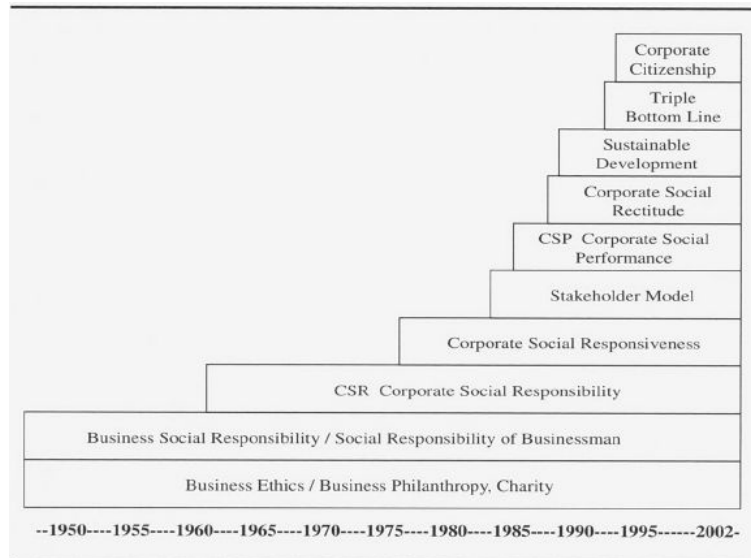 Corporate
Citizenship
Triple
Bottom Line
Sustainable
Development
Corporate Social
Rectitude
CSP Corporate Social
Performance
Stakeholder Model
Corporate Social Responsiveness
CSR Corporate Social Responsibility
Business Social Responsibility / Social Responsibility of Businessman
Business Ethics / Business Philanthropy, Charity
--1950----1955----1960----1965----1970----1975----1980----1985----1990----1995------2002-